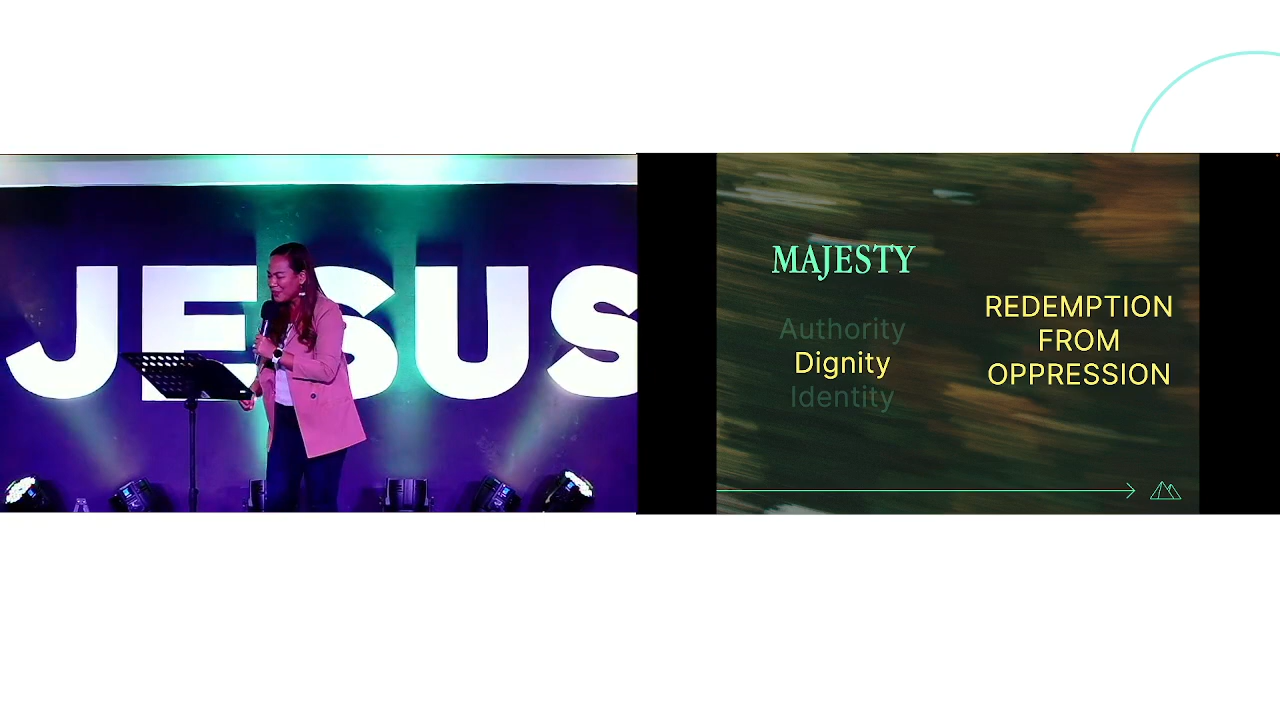 JESUS
MAJESTY
Authority
Dignity
Identity
REDEMPTION
FROM
OPPRESSION